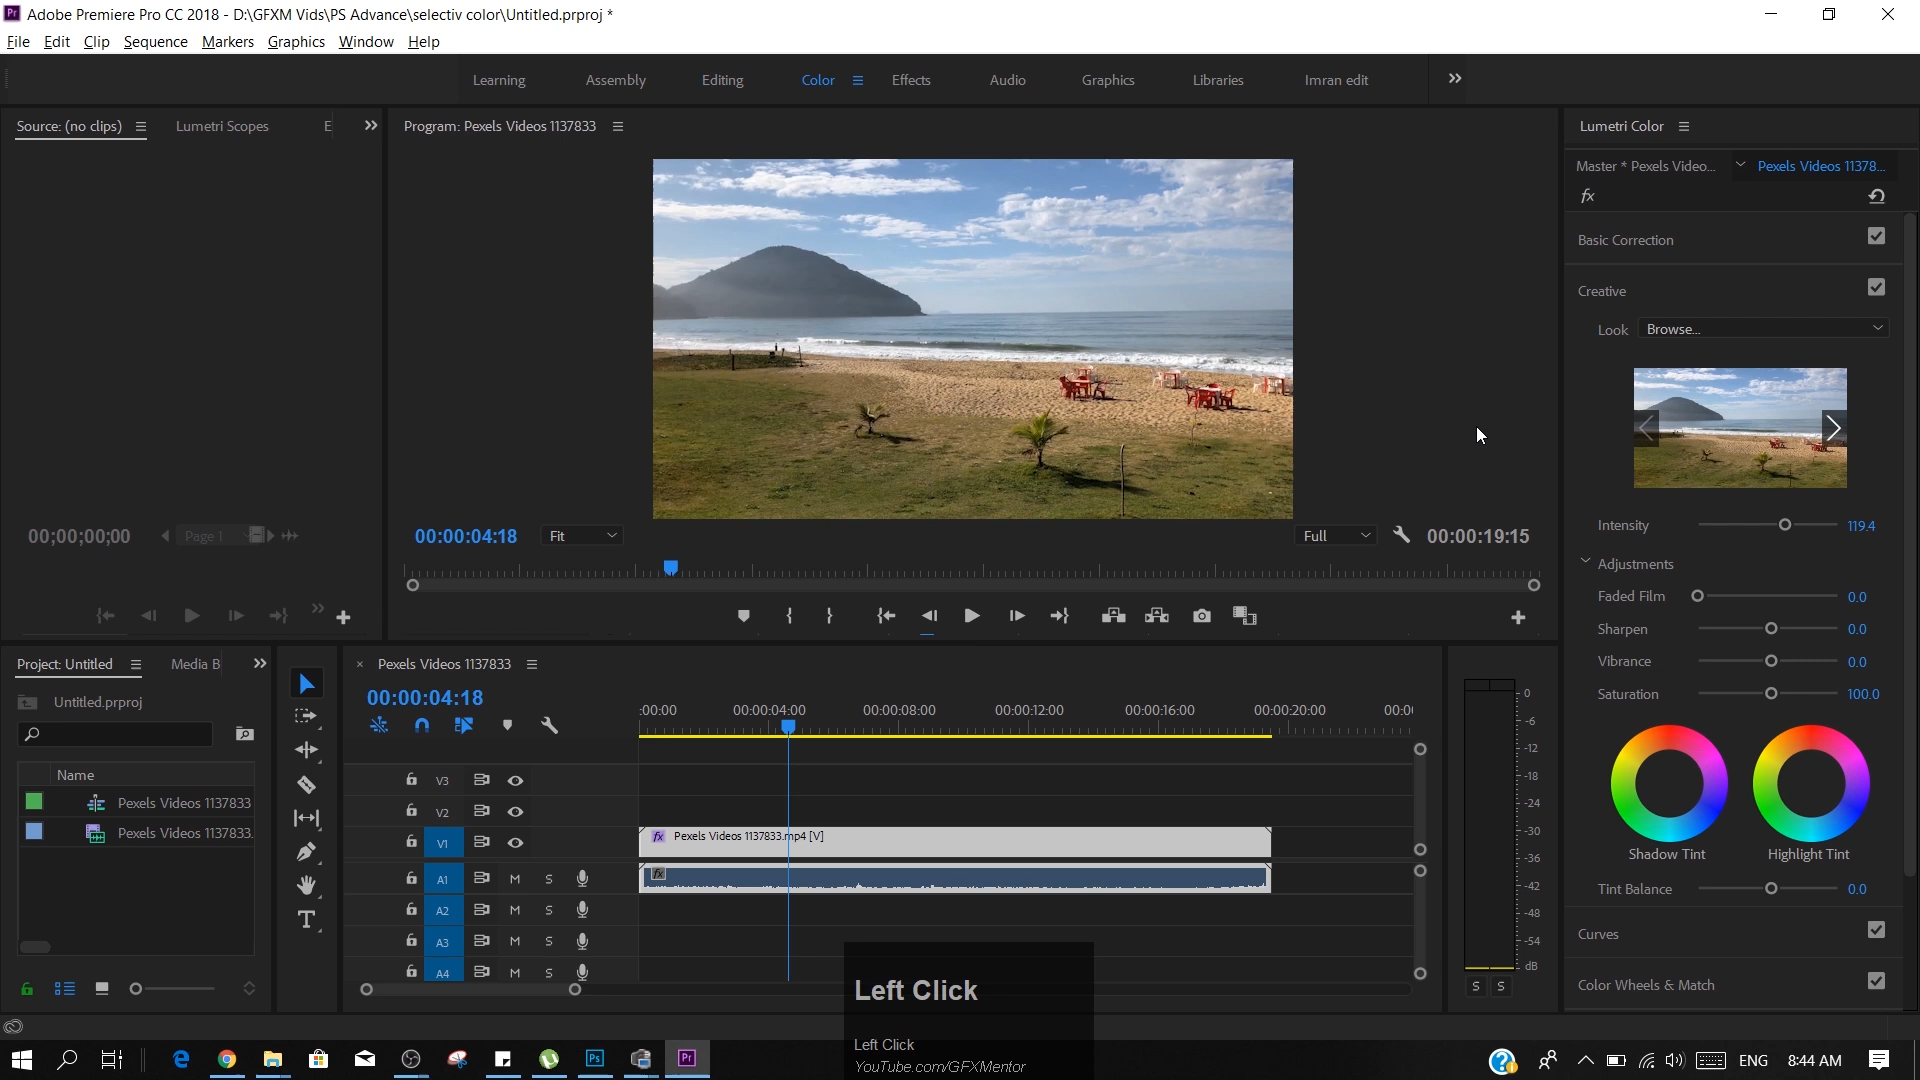 Adobe Premiere Pro CC 2018 - D:\GFXM Vids\PS Advance\selectiv color\Untitled.prproj *
File Edit Clip Sequence Markers Graphics Window Help
Learning Assembly Editing Color Effects Audio Graphics Libraries Imran edit
Source: (no clips) Lumetri Scopes E
Program: Pexels Videos 1137833
Lumetri Color
Master * Pexels Video... Pexels Videos 11378...
fx
Basic Correction
Creative
Look Browse...
Intensity 119.4
Adjustments
Faded Film 0.0
Sharpen 0.0
Vibrance 0.0
Saturation 100.0
Shadow Tint Highlight Tint
Tint Balance 0.0
Curves
Color Wheels & Match
00;00;00;00 Page 1
00:00:04:18 Fit Full 00:00:19:15
Project: Untitled Media B
Untitled.prproj
Name
Pexels Videos 1137833
Pexels Videos 1137833.
Pexels Videos 1137833
00:00:04:18
:00:00 00:00:04:00 00:00:08:00 00:00:12:00 00:00:16:00 00:00:20:00 00:0
V3
V2
V1 fx Pexels Videos 1137833.mp4 [V]
A1 M S fx
A2 M S
A3 M S
A4 M S
0
-6
-12
-18
-24
-30
-36
-42
-48
-54
dB
S S
Left Click
Left Click
YouTube.com/GFXMentor
Ps Pr
ENG 8:44 AM